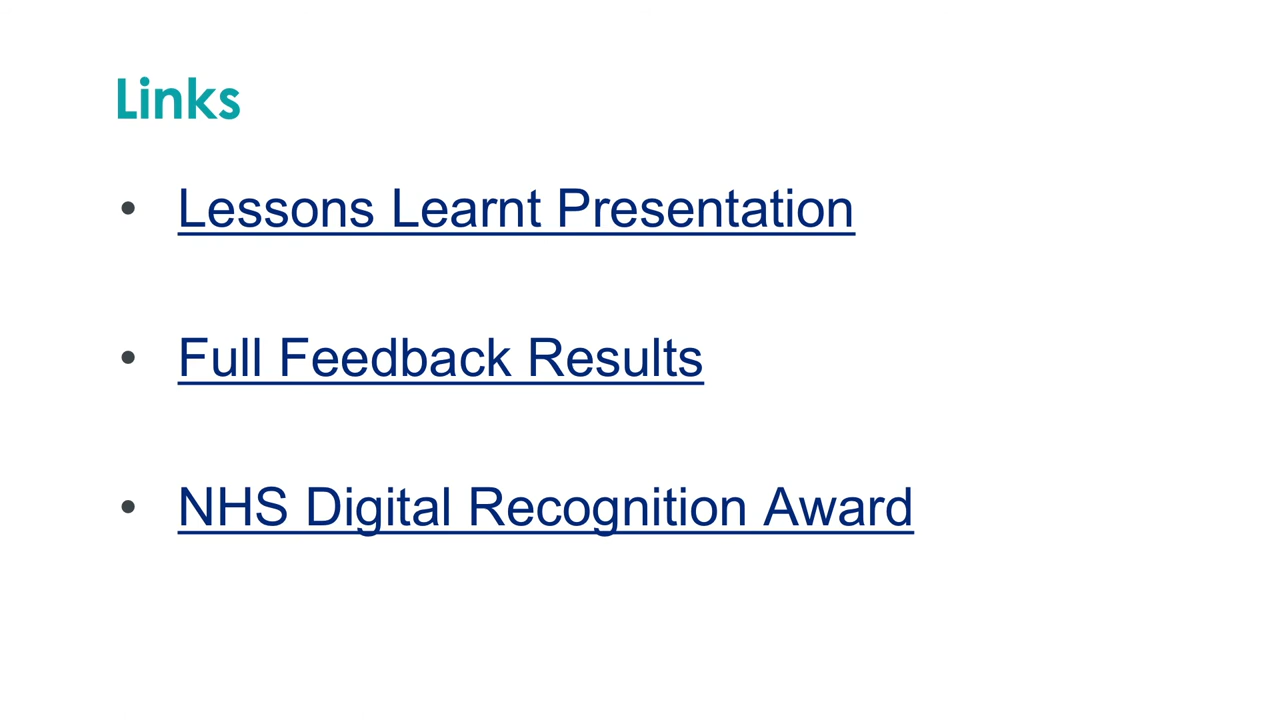 Links
• Lessons Learnt Presentation
• Full Feedback Results
• NHS Digital Recognition Award